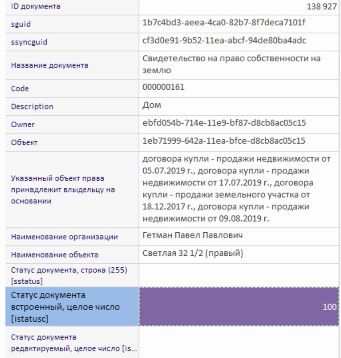 ID документа 138 927
sguid 1b7c4bd3-aeea-4ca0-82b7-8f7deca7101f
ssyncguid cf3d0e91-9b52-11ea-abcf-94de80ba4adc
Название документа Свидетельство на право собственности на
землю
Code 000000161
Description Дом
Owner ebfd054b-714e-11e9-bf87-d8cb8ac05c15
Объект 1eb71999-642a-11ea-bfce-d8cb8ac05c15
Указанный объект права
принадлежит владельцу на
основании
договора купли - продажи недвижимости от
05.07.2019 г., договора купли - продажи
недвижимости от 17.07.2019 г., договора
купли - продажи земельного участка от
18.12.2017 г., договора купли - продажи
недвижимости от 09.08.2019 г.
Наименование организации Гетман Павел Павлович
Наименование объекта Светлая 32 1/2 (правый)
Статус документа, строка (255)
[sstatus]
Статус документа
встроенный, целое число
[istatusc] 100
Статус документа
редактируемый, целое число [is...